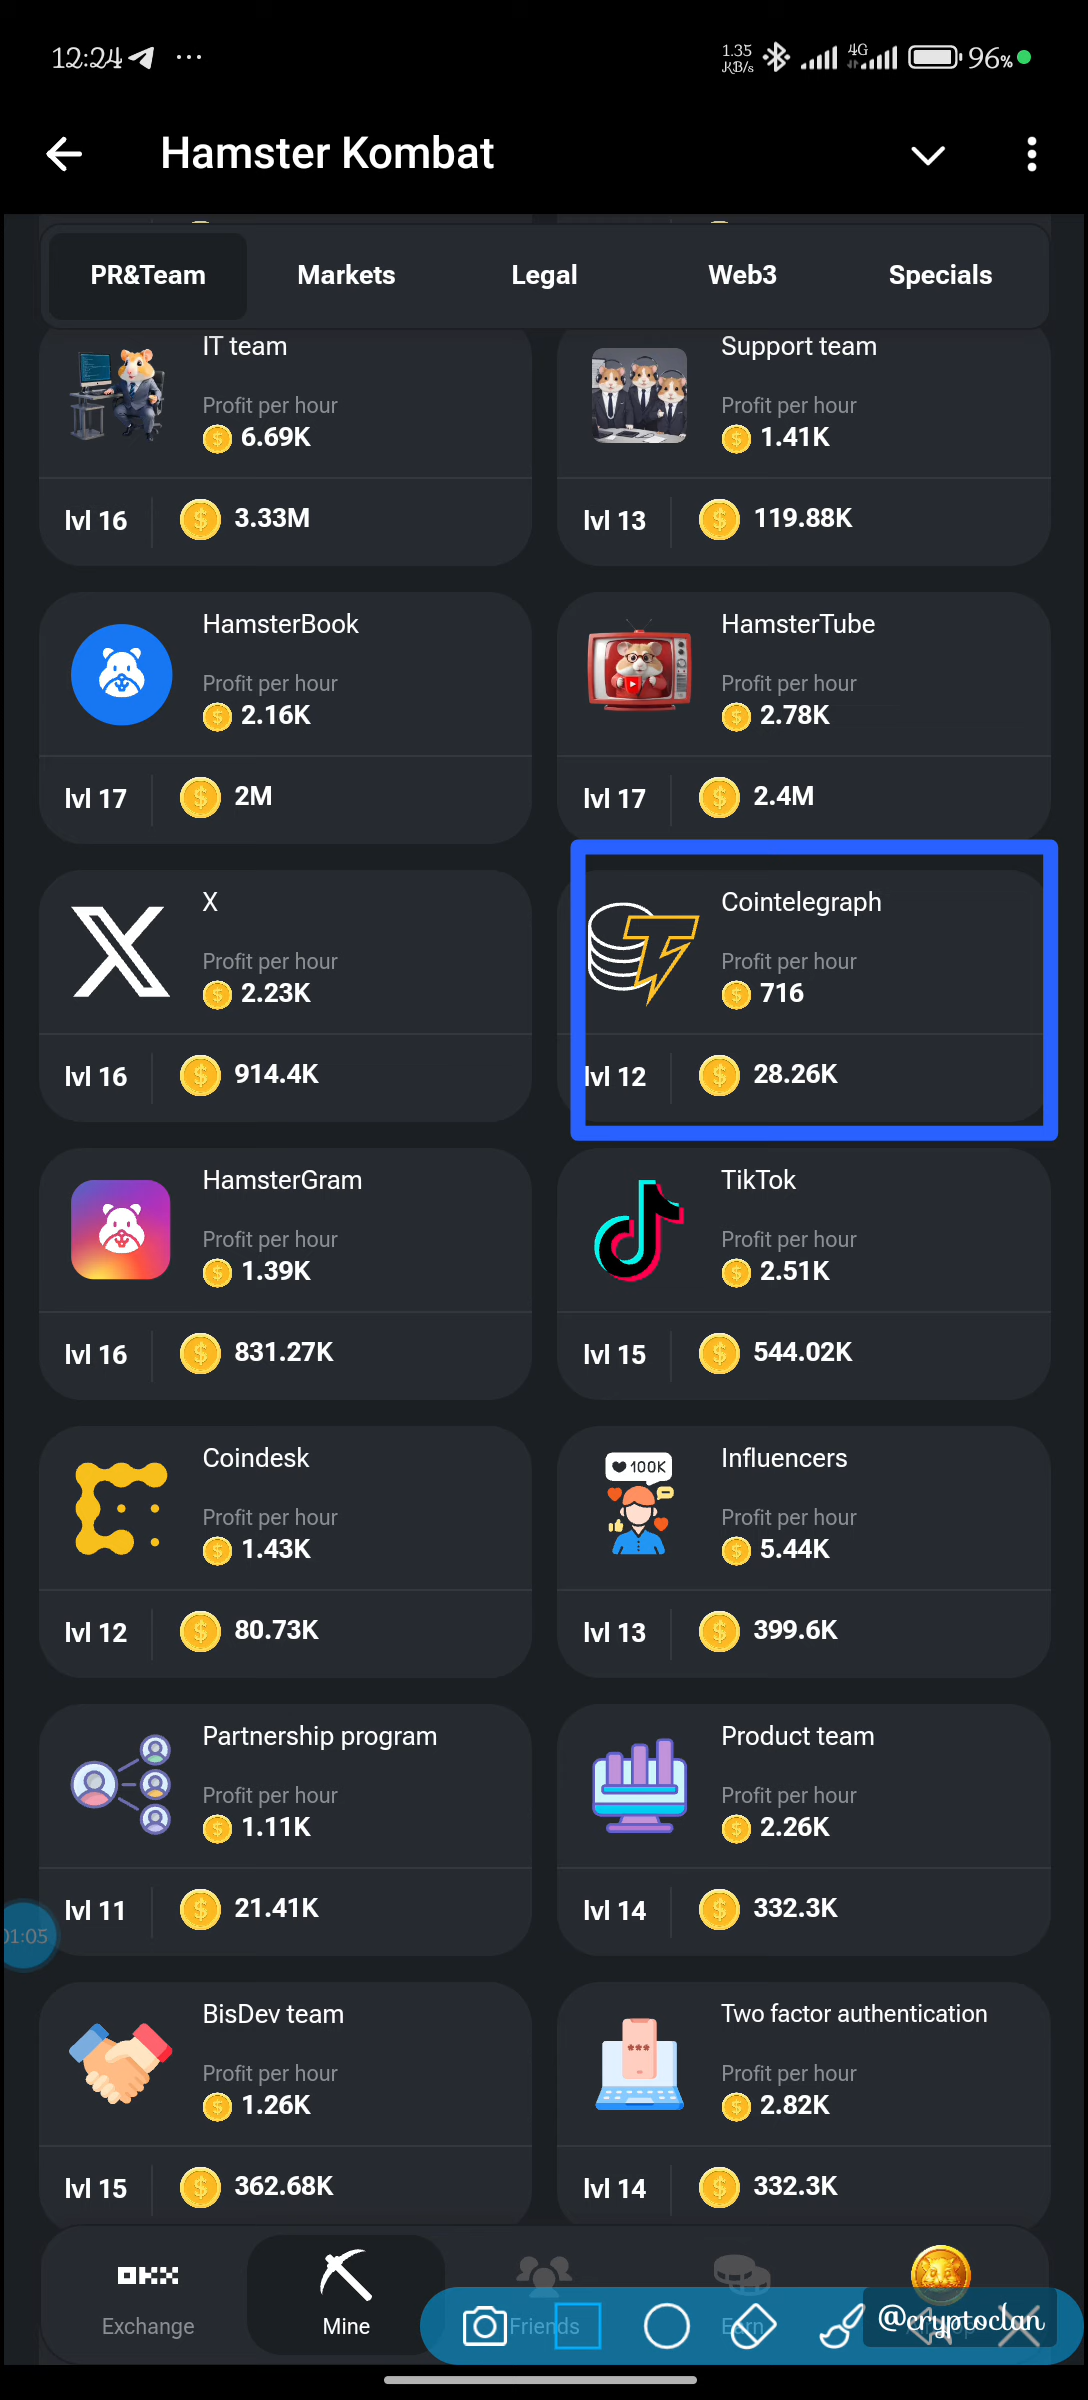 12:24
1.35
KB/s
4G
96%
Hamster Kombat
PR&Team Markets Legal Web3 Specials
IT team
Profit per hour
6.69K
lvl 16 3.33M
Support team
Profit per hour
1.41K
lvl 13 119.88K
HamsterBook
Profit per hour
2.16K
lvl 17 2M
HamsterTube
Profit per hour
2.78K
lvl 17 2.4M
X
Profit per hour
2.23K
lvl 16 914.4K
Cointelegraph
Profit per hour
716
lvl 12 28.26K
HamsterGram
Profit per hour
1.39K
lvl 16 831.27K
TikTok
Profit per hour
2.51K
lvl 15 544.02K
Coindesk
Profit per hour
1.43K
lvl 12 80.73K
100K
Influencers
Profit per hour
5.44K
lvl 13 399.6K
Partnership program
Profit per hour
1.11K
lvl 11 21.41K
Product team
Profit per hour
2.26K
lvl 14 332.3K
01:05
BisDev team
Profit per hour
1.26K
lvl 15 362.68K
Two factor authentication
Profit per hour
2.82K
lvl 14 332.3K
OKX
Exchange Mine Friends Earn
@cryptoclan